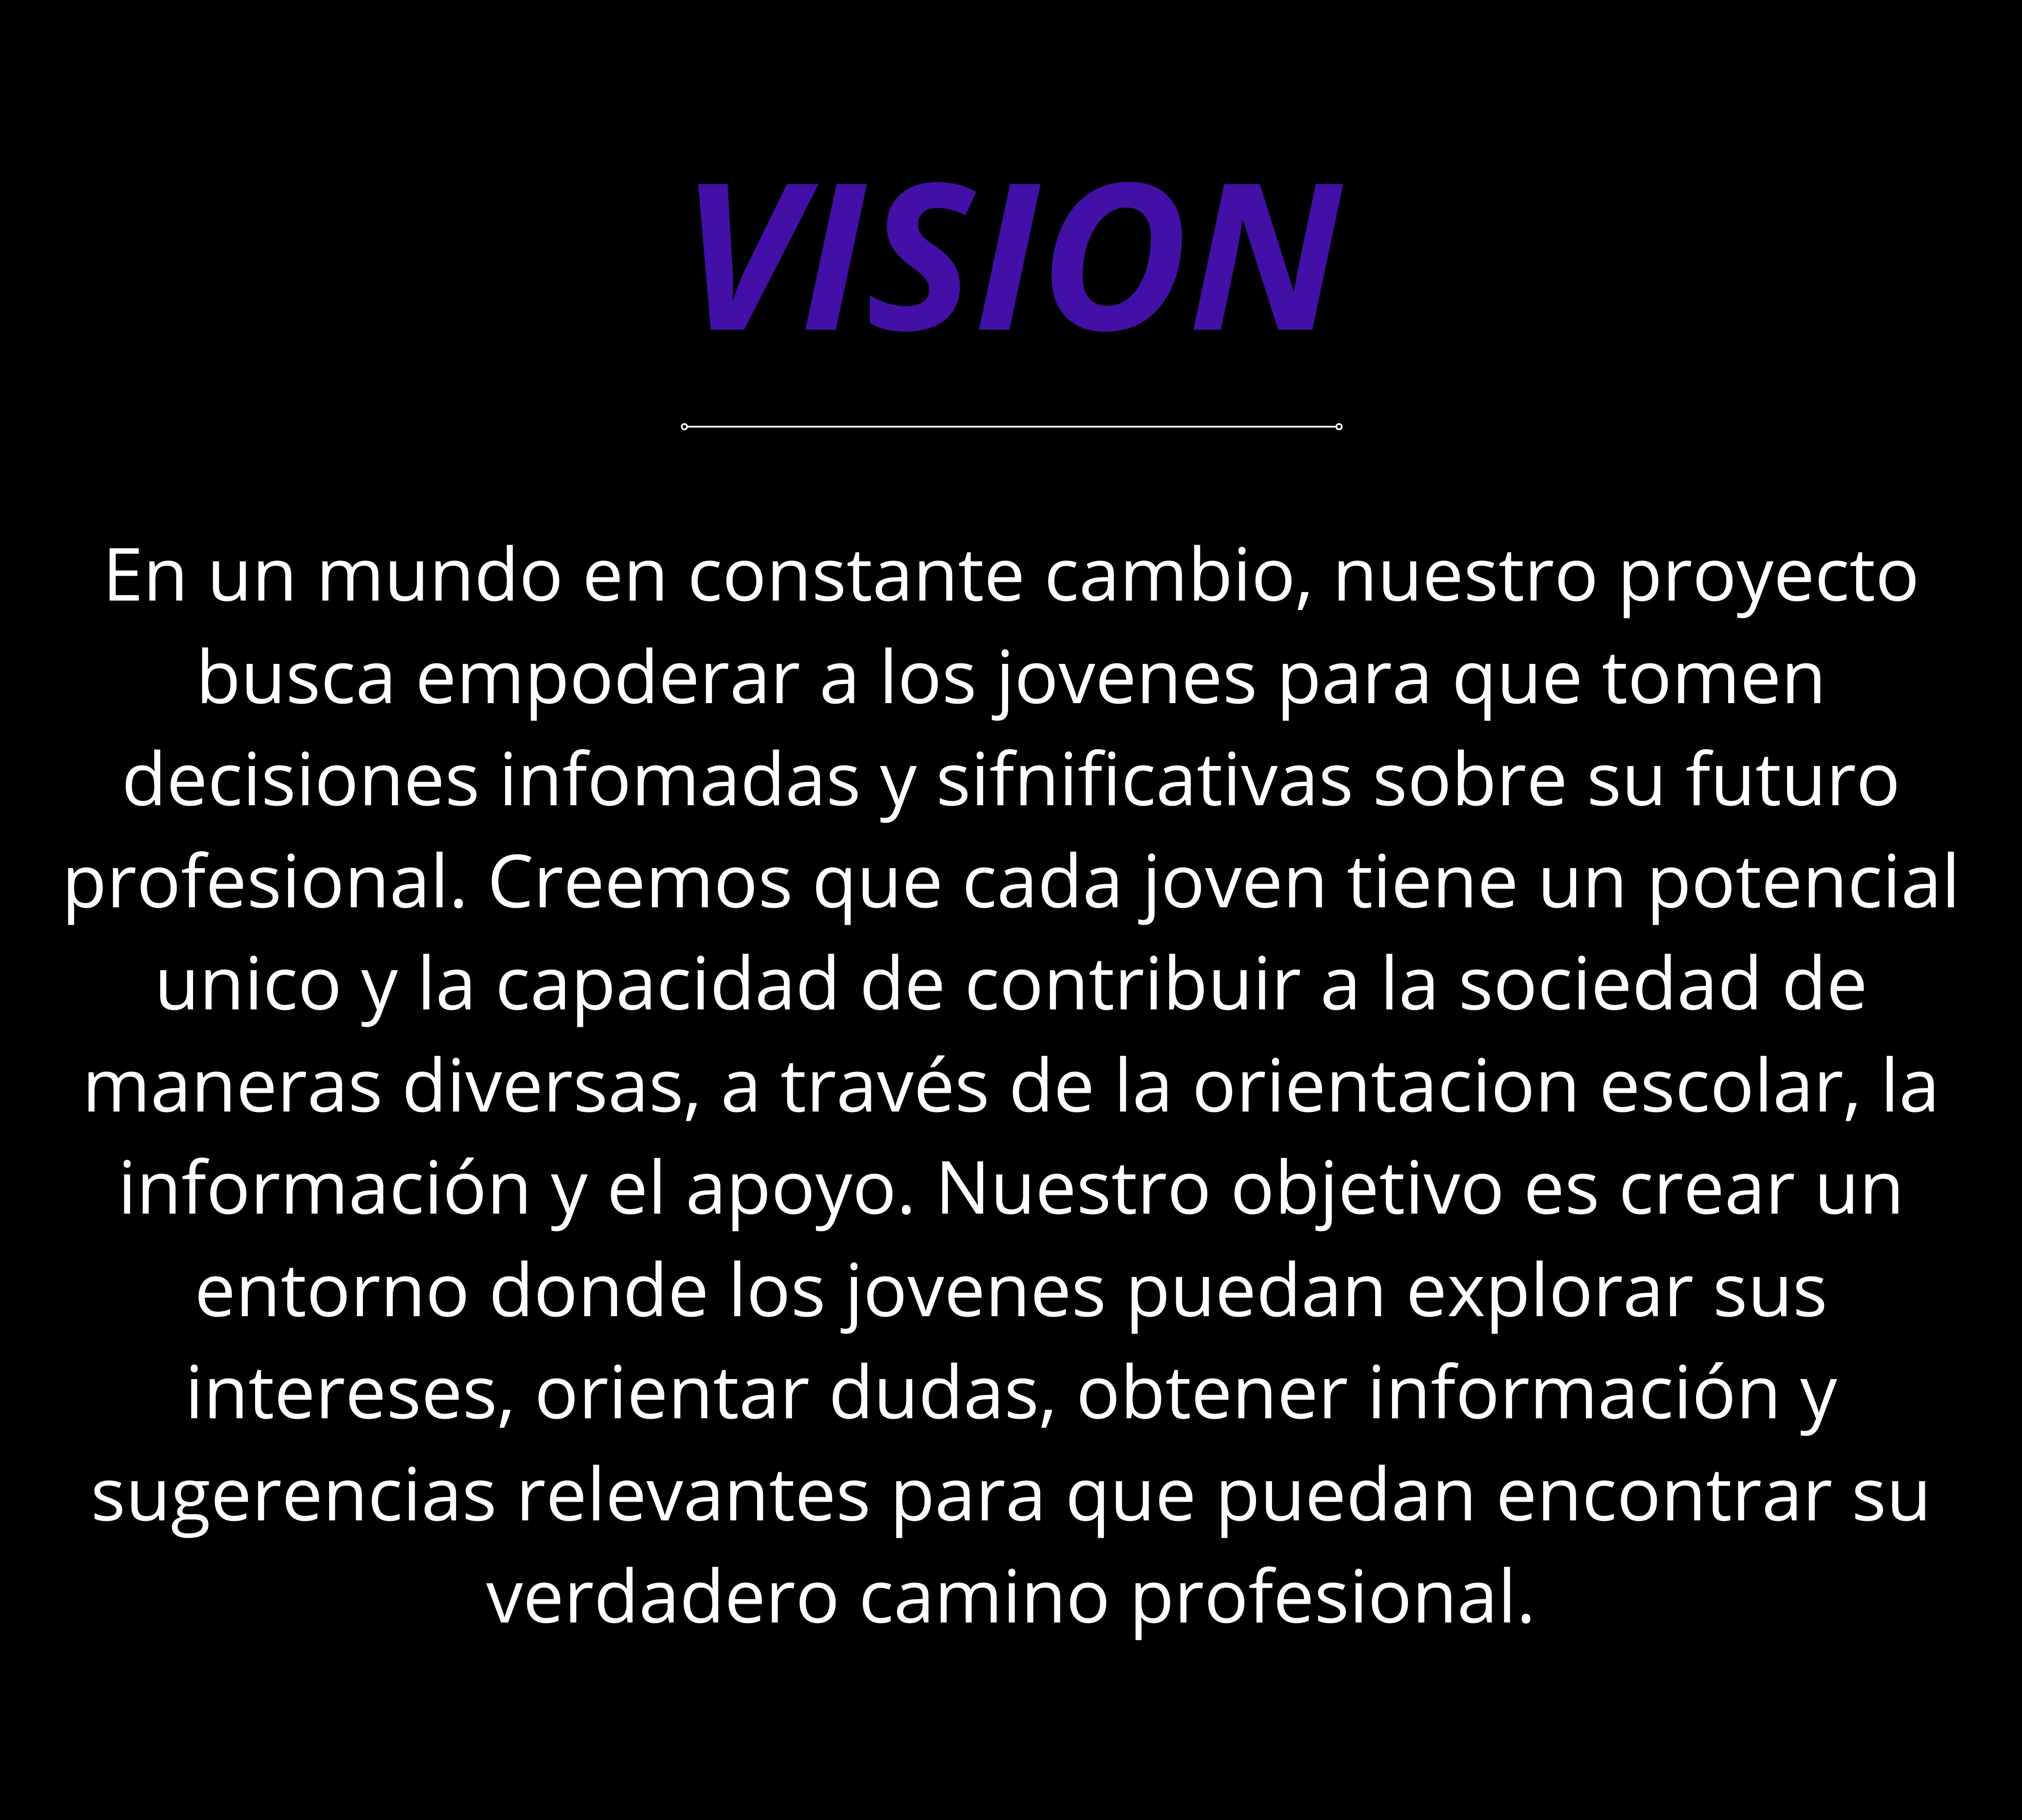 VISION
En un mundo en constante cambio, nuestro proyecto
busca empoderar a los jovenes para que tomen
decisiones infomadas y sifnificativas sobre su futuro
profesional. Creemos que cada joven tiene un potencial
unico y la capacidad de contribuir a la sociedad de
maneras diversas, a través de la orientacion escolar, la
información y el apoyo. Nuestro objetivo es crear un
entorno donde los jovenes puedan explorar sus
intereses, orientar dudas, obtener información y
sugerencias relevantes para que puedan encontrar su
verdadero camino profesional.